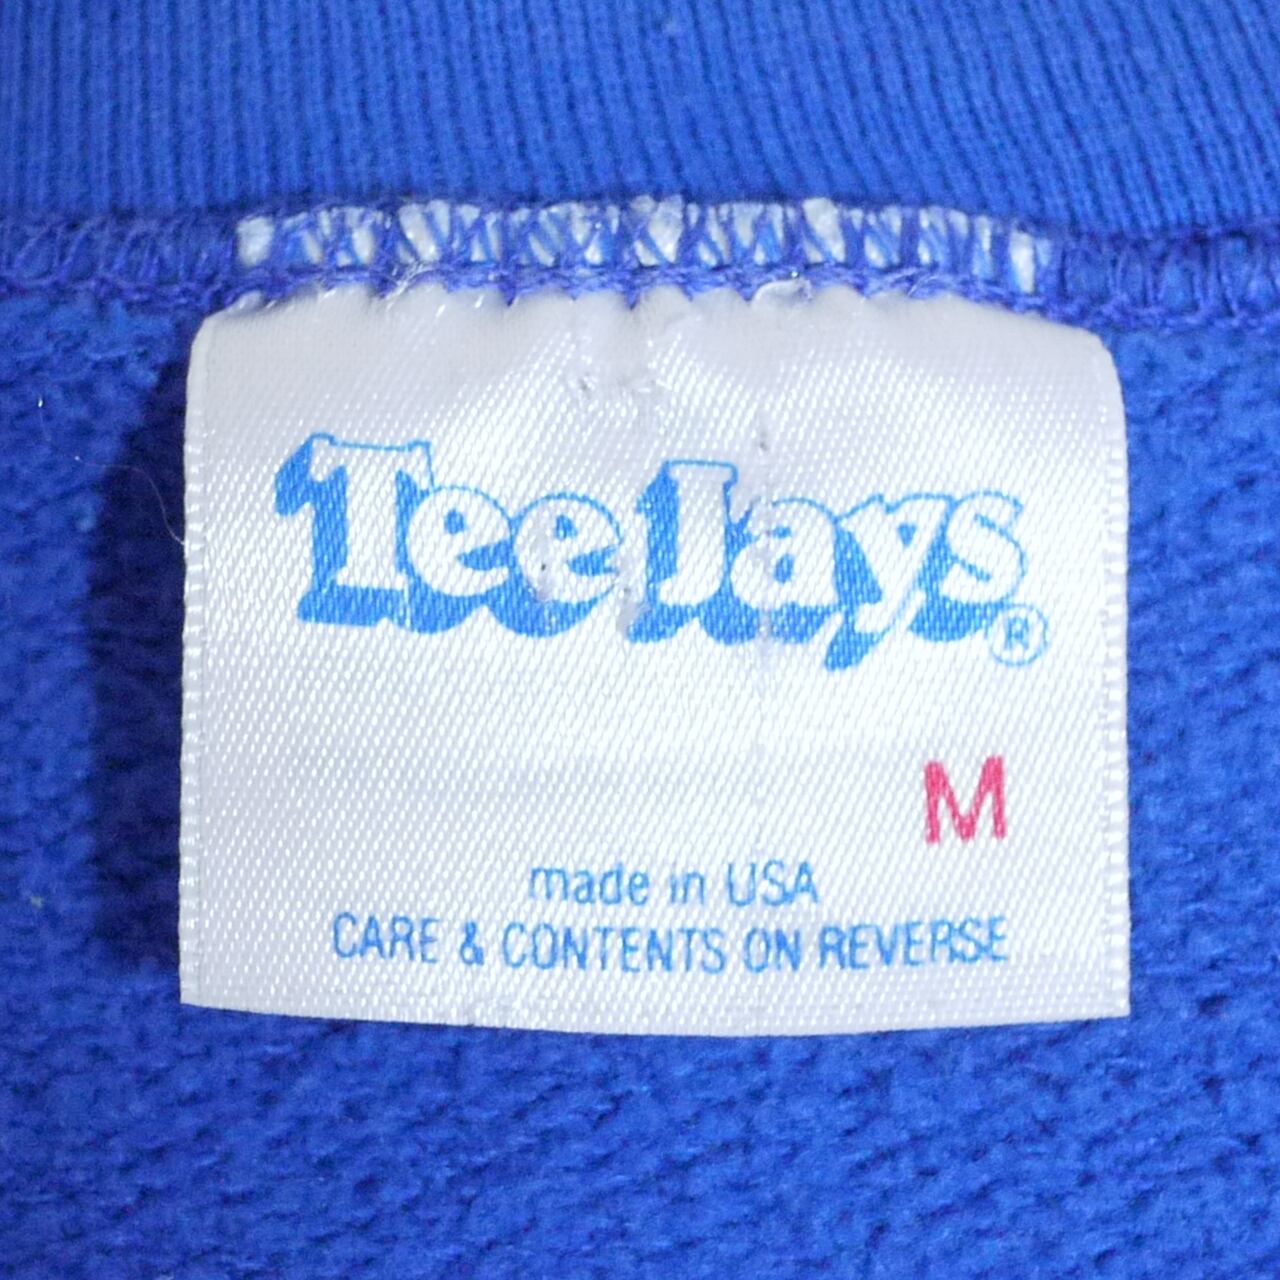 TeeJays®
M
made in USA
CARE & CONTENTS ON REVERSE